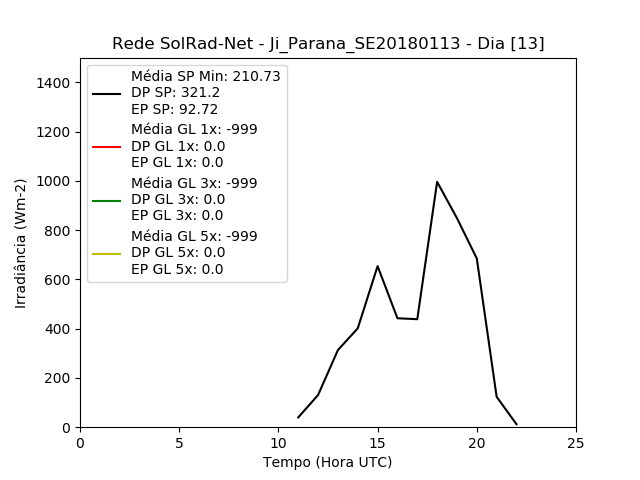 Rede SolRad-Net - Ji_Parana_SE20180113 - Dia [13]
Média SP Min: 210.73
DP SP: 321.2
EP SP: 92.72
Média GL 1x: -999
DP GL 1x: 0.0
EP GL 1x: 0.0
Média GL 3x: -999
DP GL 3x: 0.0
EP GL 3x: 0.0
Média GL 5x: -999
DP GL 5x: 0.0
EP GL 5x: 0.0
Irradiância (Wm-2)
1400
1200
1000
800
600
400
200
0
0 5 10 15 20 25
Tempo (Hora UTC)